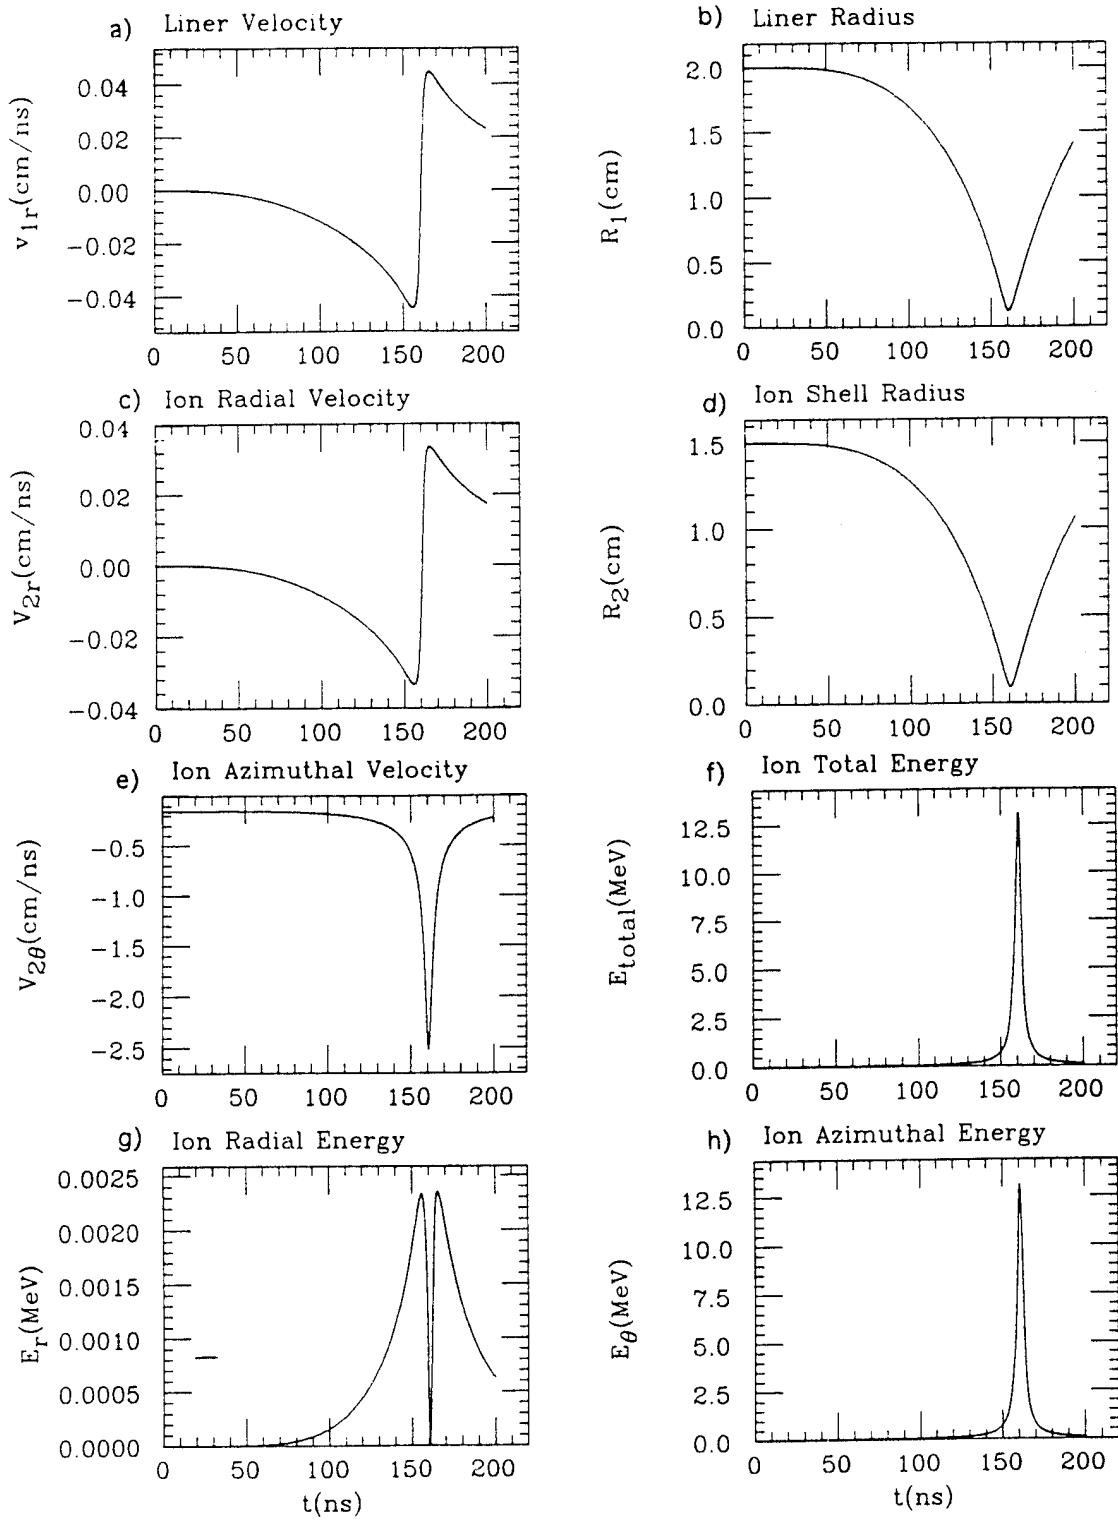 a) Liner Velocity
v1r(cm/ns)
0.04
0.02
0.00
−0.02
−0.04
0 50 100 150 200
b) Liner Radius
R1(cm)
2.0
1.5
1.0
0.5
0.0
0 50 100 150 200
c) Ion Radial Velocity
V2r(cm/ns)
0.04
0.02
0.00
−0.02
−0.04
0 50 100 150 200
d) Ion Shell Radius
R2(cm)
1.5
1.0
0.5
0.0
0 50 100 150 200
e) Ion Azimuthal Velocity
V2θ(cm/ns)
−0.5
−1.0
−1.5
−2.0
−2.5
0 50 100 150 200
f) Ion Total Energy
Etotal(MeV)
12.5
10.0
7.5
5.0
2.5
0.0
0 50 100 150 200
g) Ion Radial Energy
Er(MeV)
0.0025
0.0020
0.0015
0.0010
0.0005
0.0000
0 50 100 150 200
t(ns)
h) Ion Azimuthal Energy
Eθ(MeV)
12.5
10.0
7.5
5.0
2.5
0.0
0 50 100 150 200
t(ns)